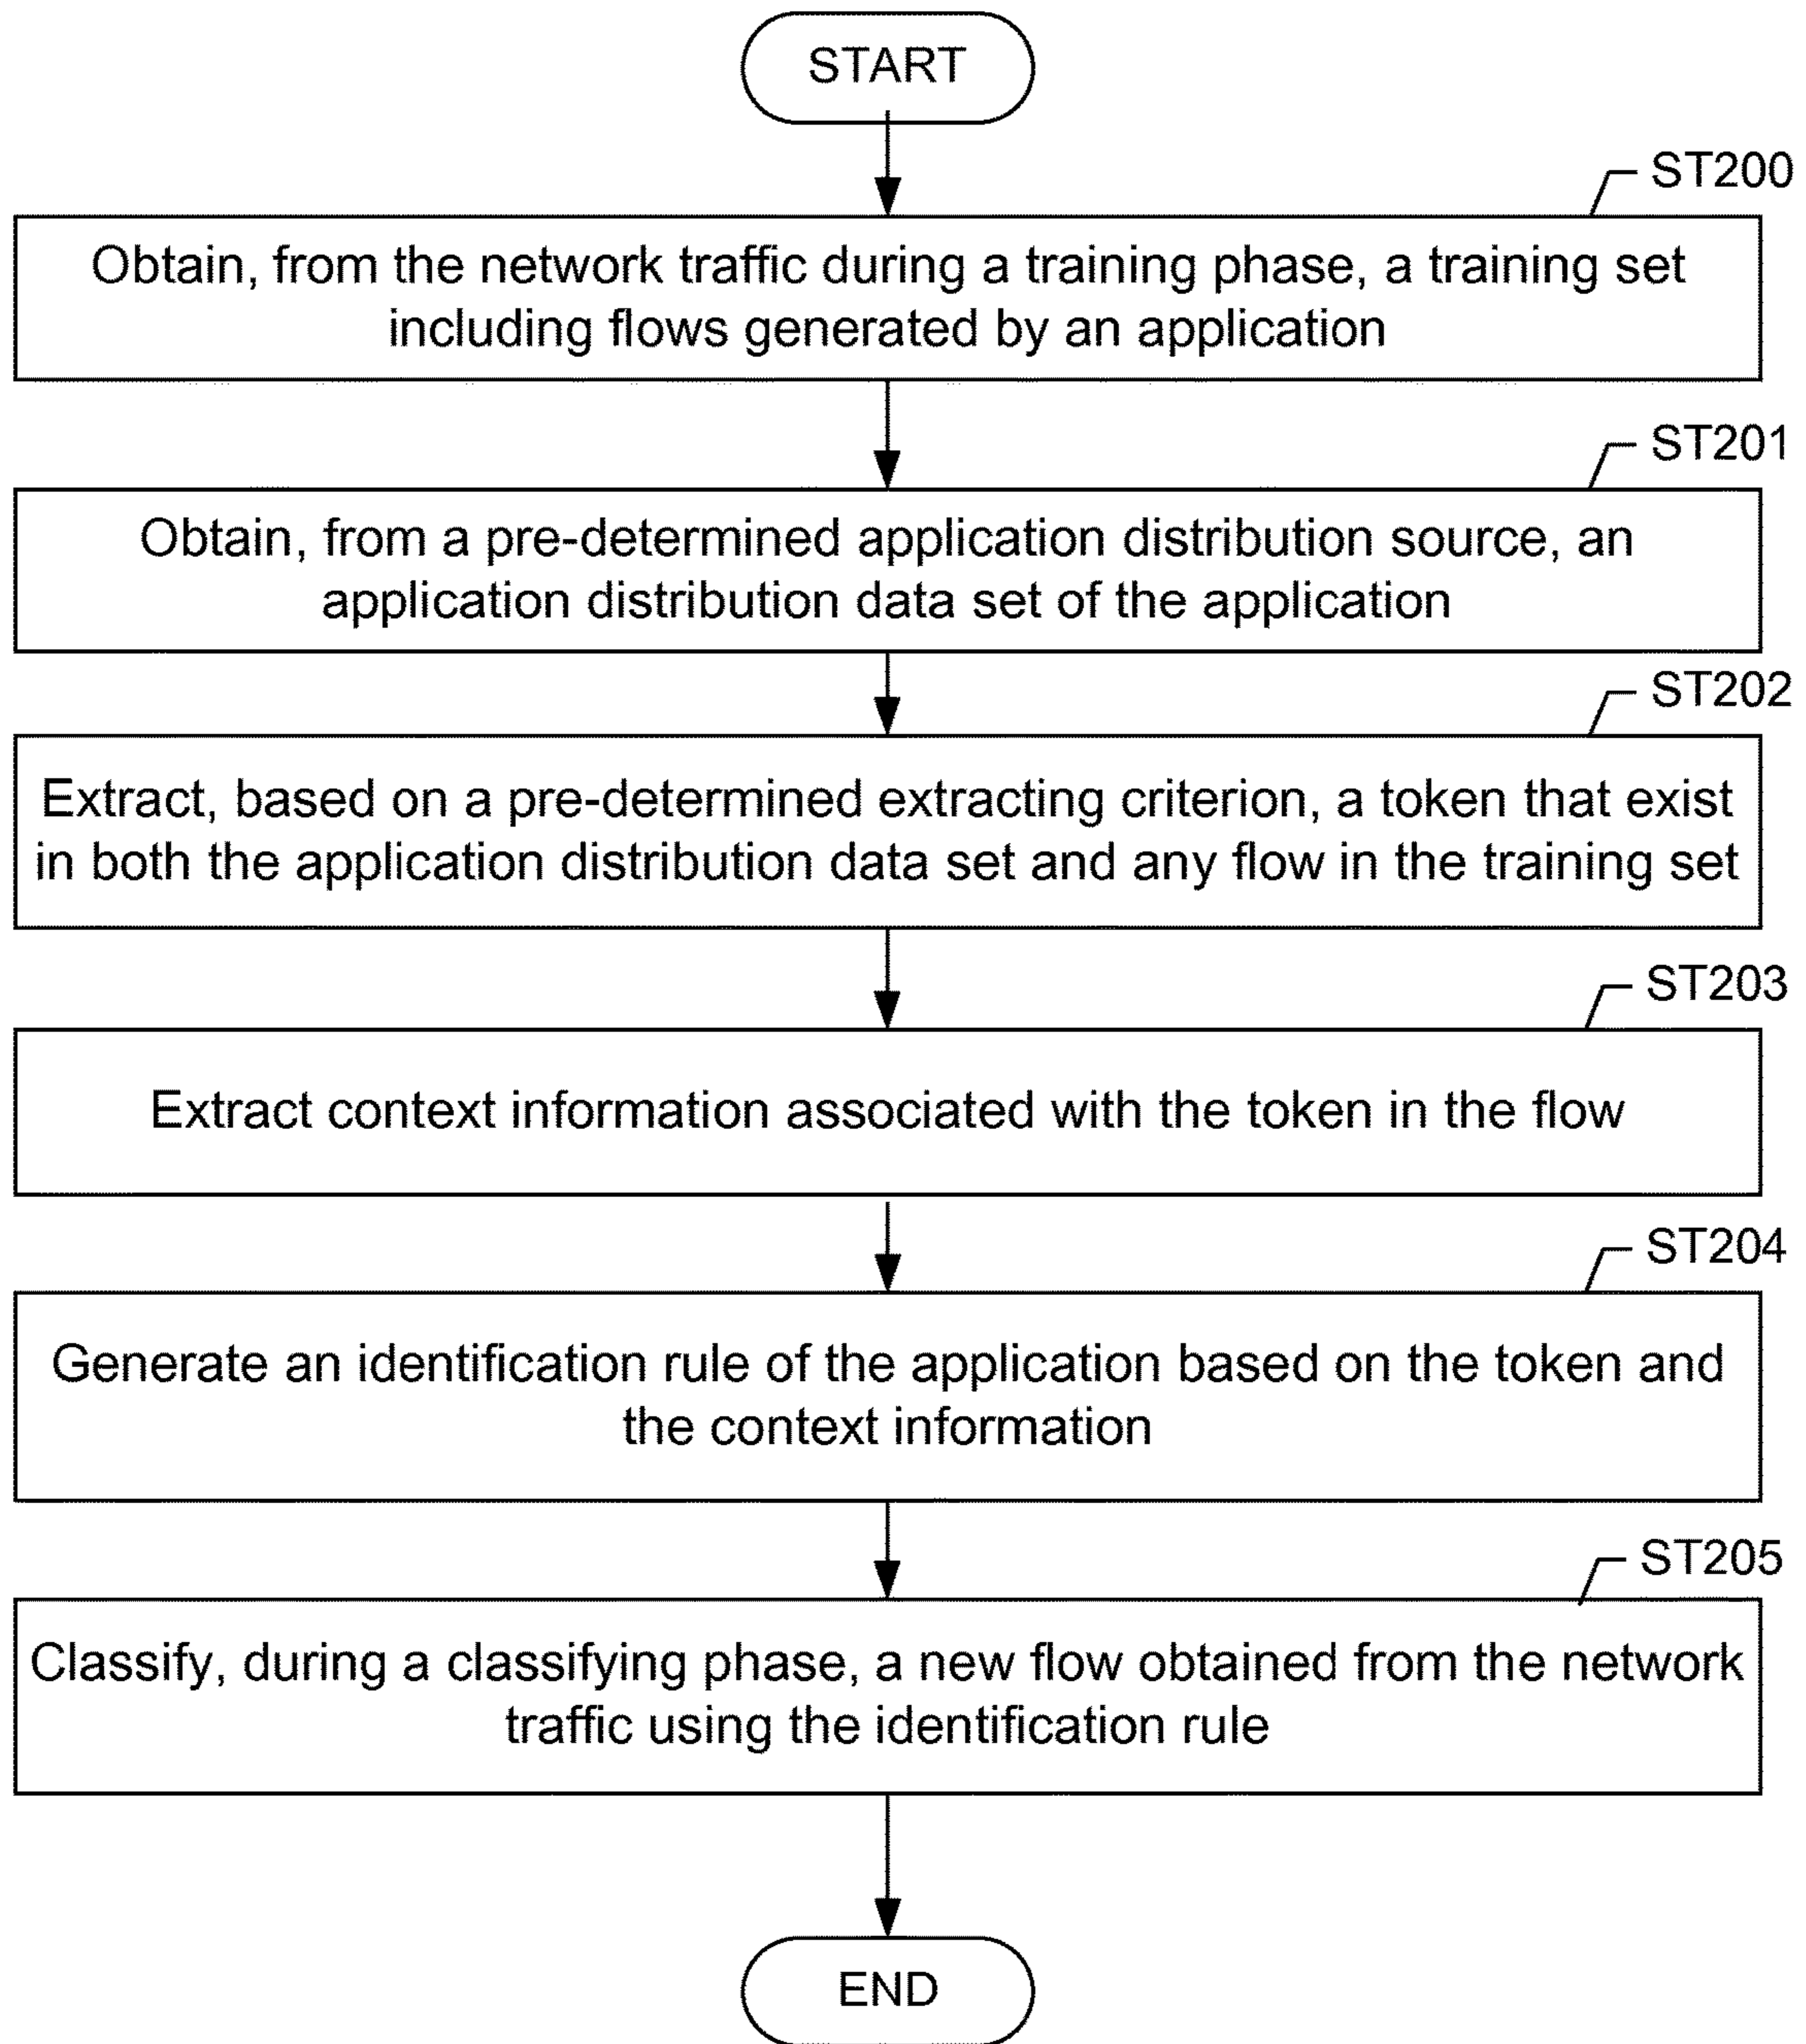 START
ST200
Obtain, from the network traffic during a training phase, a training set
including flows generated by an application
ST201
Obtain, from a pre-determined application distribution source, an
application distribution data set of the application
ST202
Extract, based on a pre-determined extracting criterion, a token that exist
in both the application distribution data set and any flow in the training set
ST203
Extract context information associated with the token in the flow
ST204
Generate an identification rule of the application based on the token and
the context information
ST205
Classify, during a classifying phase, a new flow obtained from the network
traffic using the identification rule
END